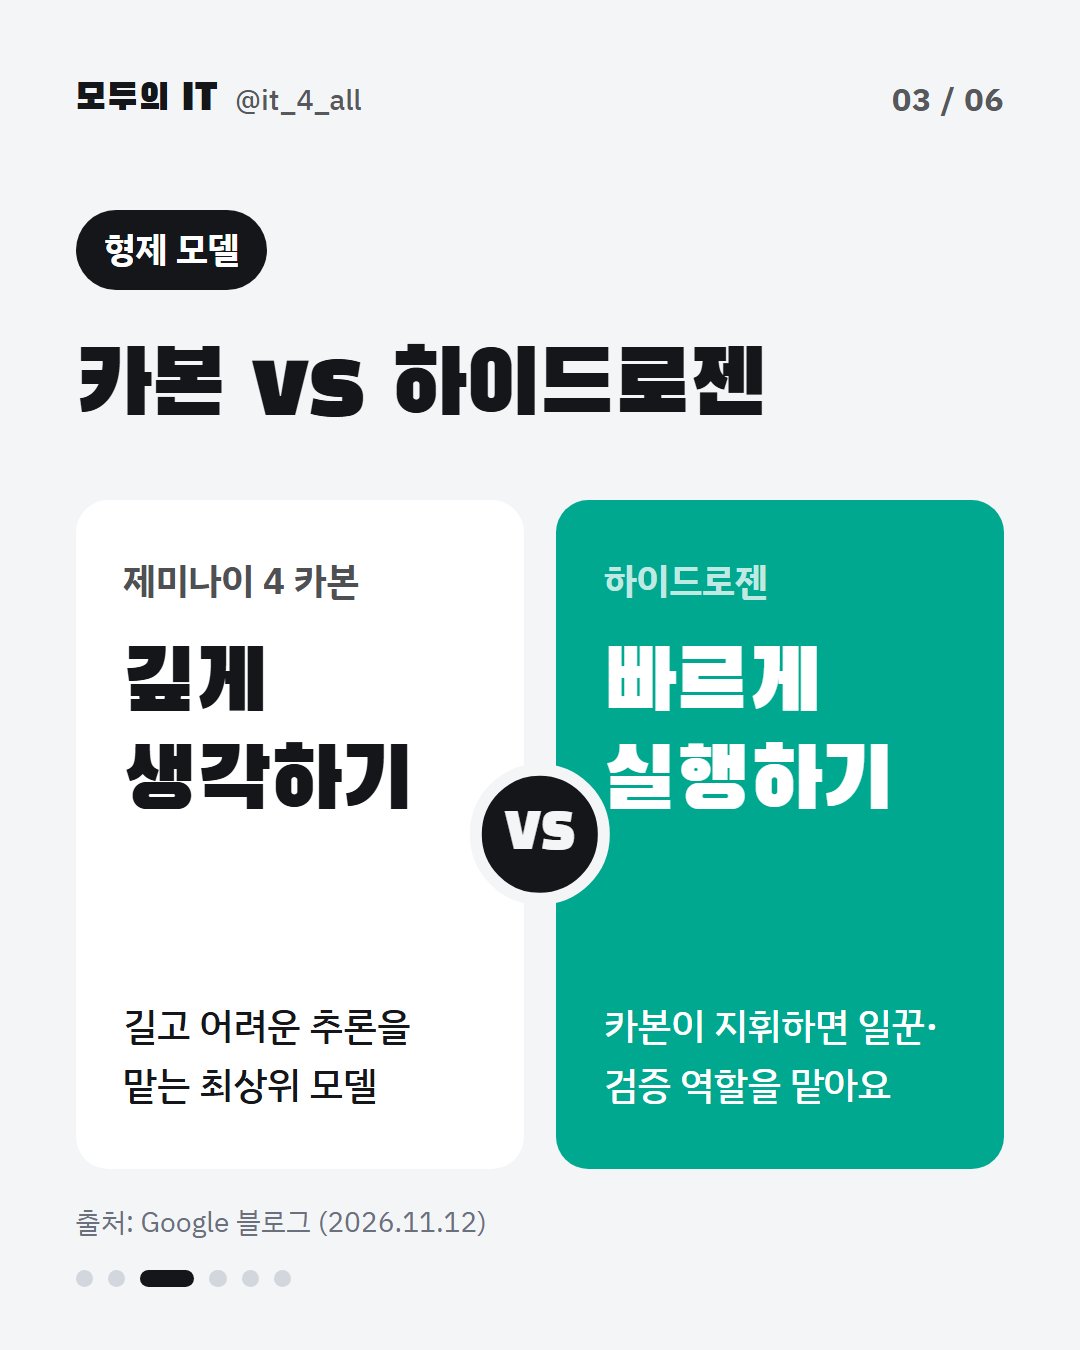 모두의 IT @it_4_all
03 / 06
형제 모델
카본 vs 하이드로젠
제미나이 4 카본
깊게
생각하기
길고 어려운 추론을
맡는 최상위 모델
VS
하이드로젠
빠르게
실행하기
카본이 지휘하면 일꾼·
검증 역할을 맡아요
출처: Google 블로그 (2026.11.12)